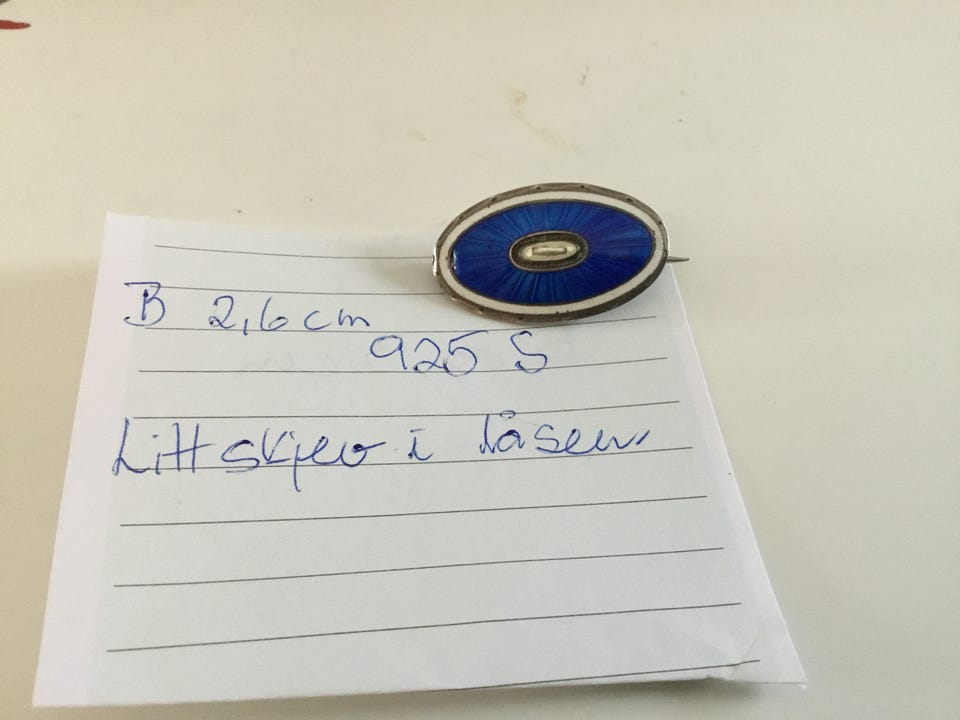 B 2,6 cm
925 S
Litt skjev i låsen